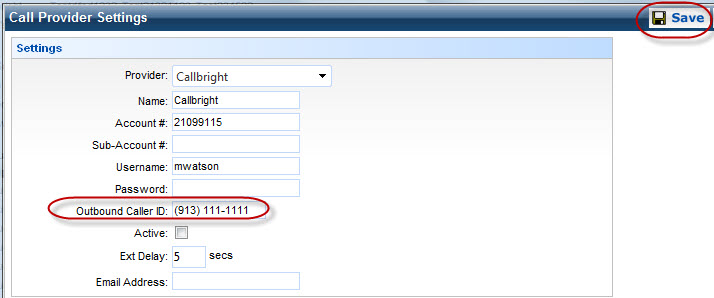 Call Provider Settings
Save
Settings
Provider: Callbright
Name: Callbright
Account #: 21099115
Sub-Account #:
Username: mwatson
Password:
Outbound Caller ID: (913) 111-1111
Active:
Ext Delay: 5 secs
Email Address: